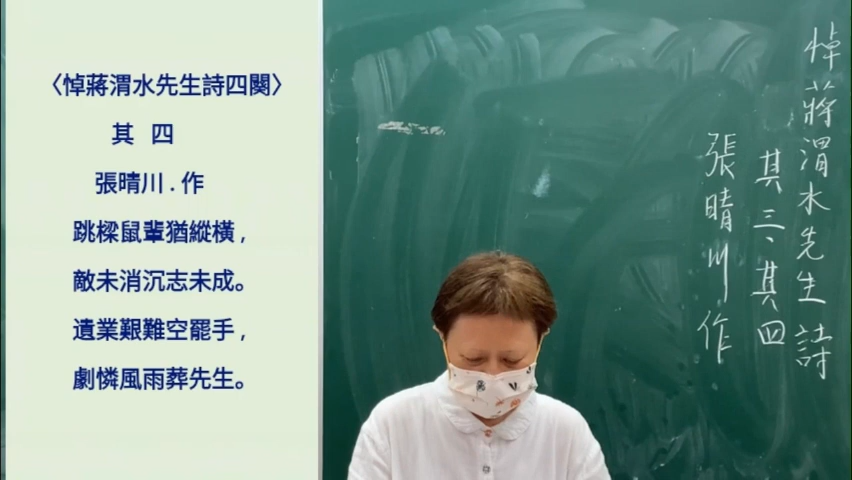 〈悼蔣渭水先生詩四闋〉
其 四
張晴川.作
跳樑鼠輩猶縱橫,
敵未消沉志未成。
遺業艱難空罷手,
劇憐風雨葬先生。
悼蔣渭水先生詩
其三、其四
張晴川作